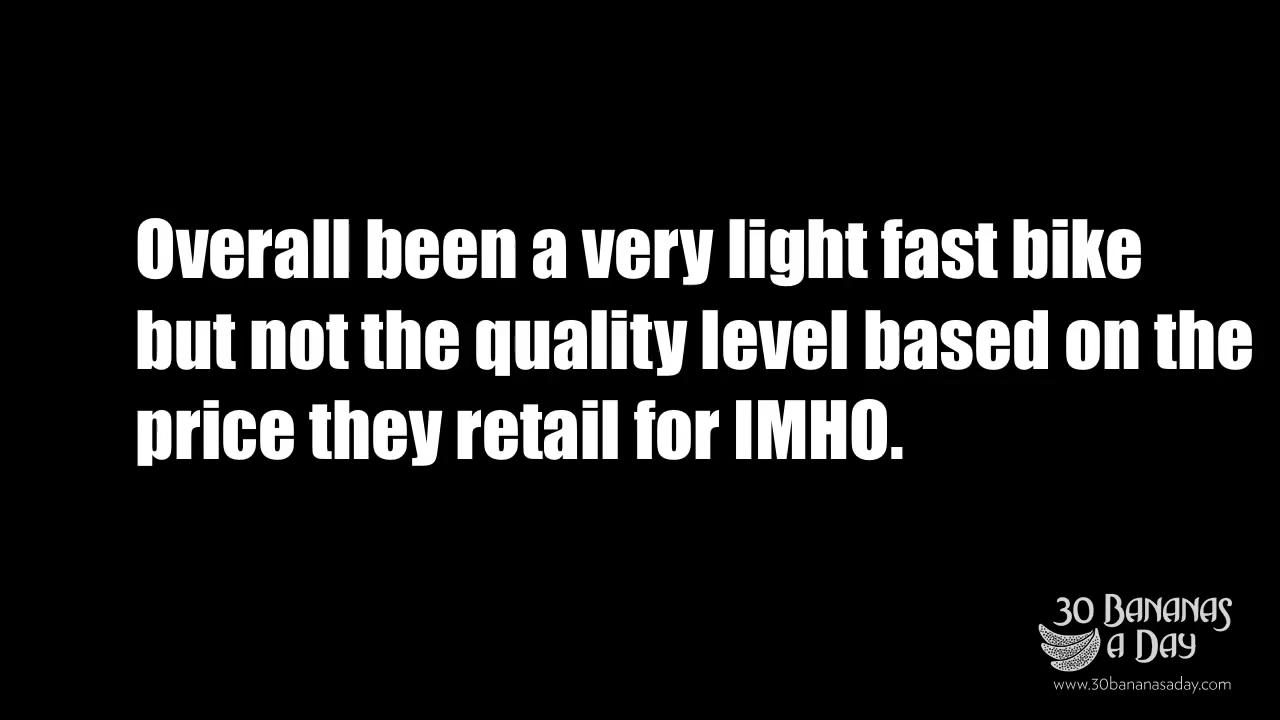 Overall been a very light fast bike
but not the quality level based on the
price they retail for IMHO.
30 BANANAS
A DAY
www.30bananasaday.com